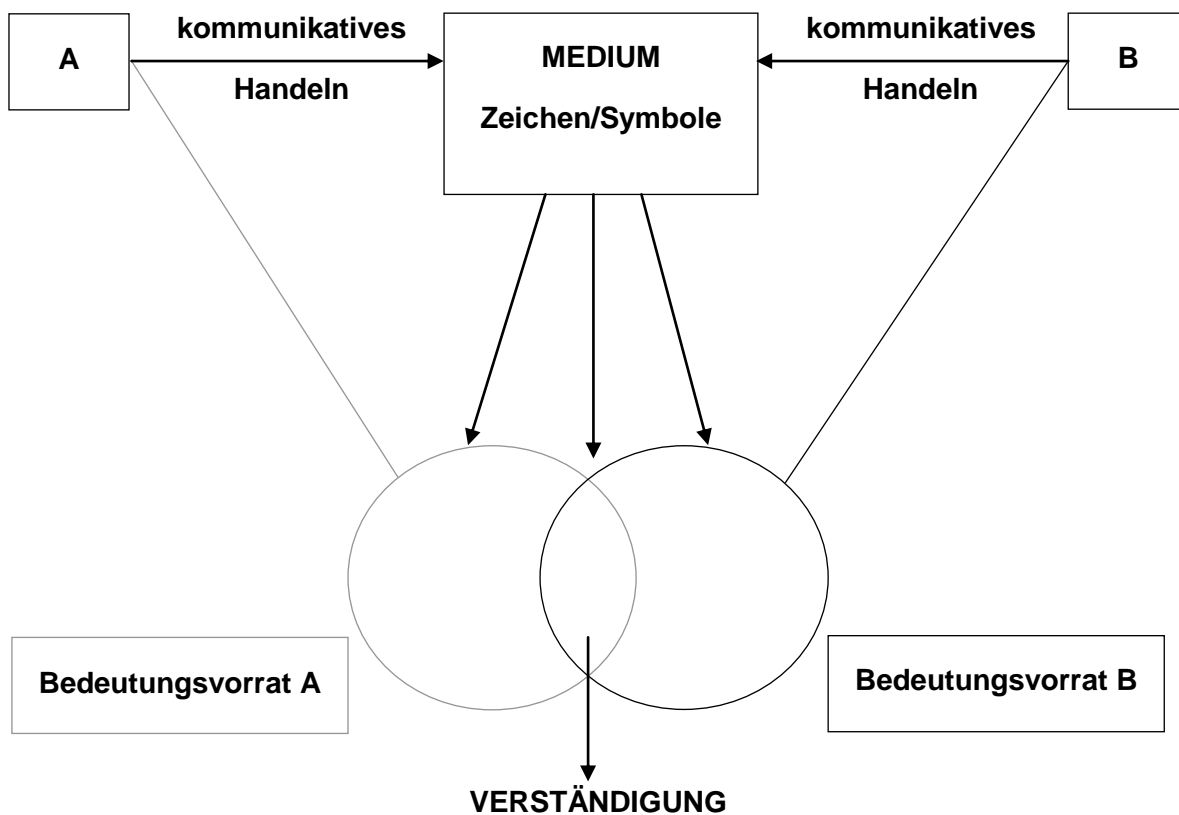 kommunikatives
Handeln
A
MEDIUM
Zeichen/Symbole
kommunikatives
Handeln
B
Bedeutungsvorrat A
Bedeutungsvorrat B
VERSTÄNDIGUNG